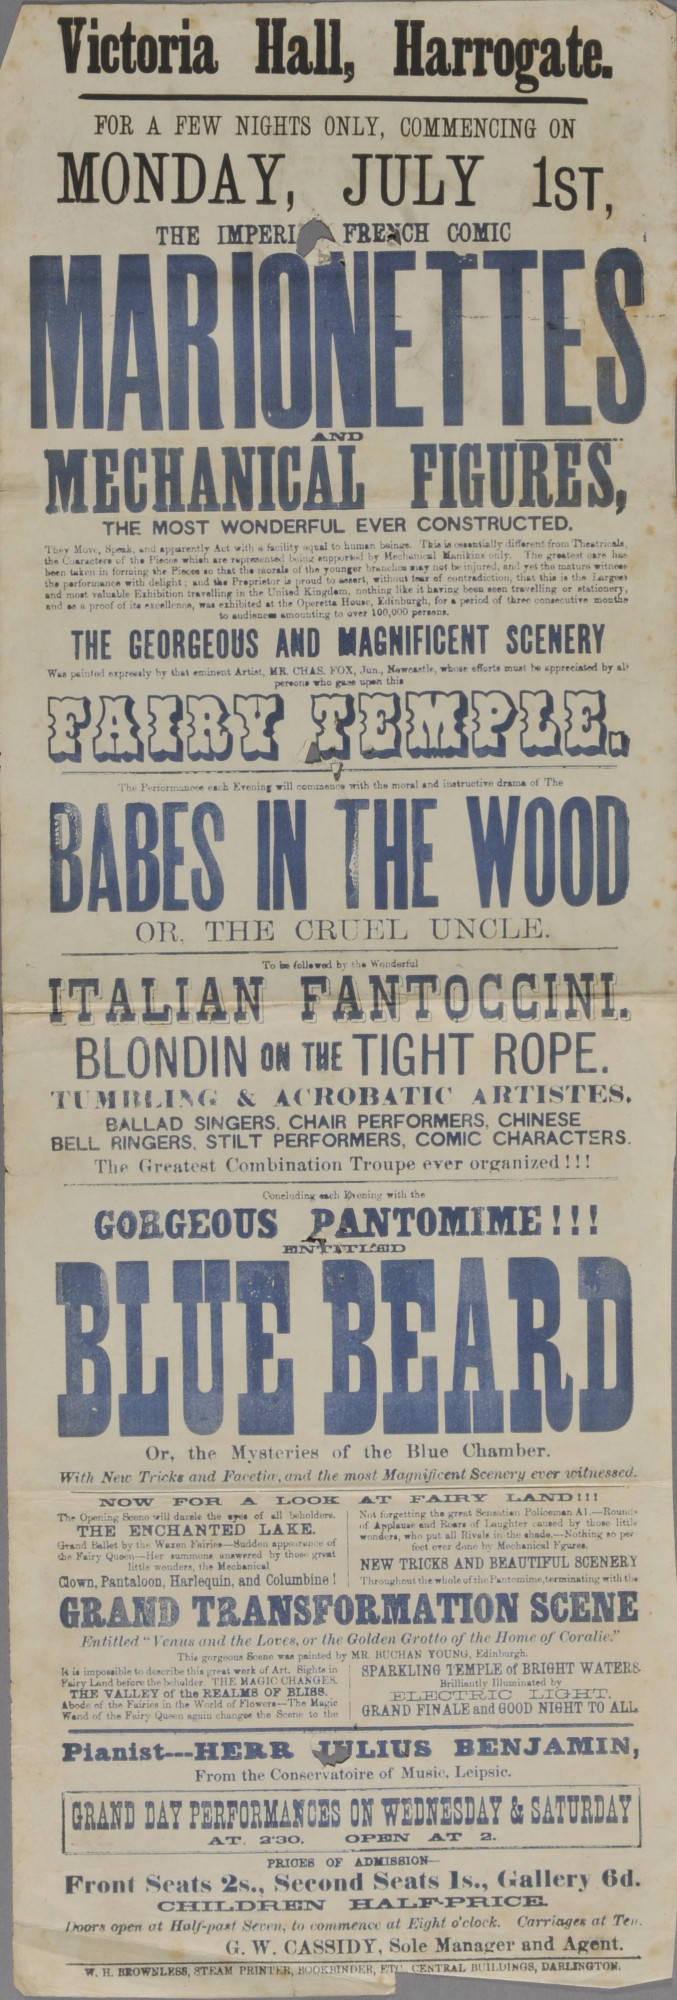 Victoria Hall, Harrogate.
FOR A FEW NIGHTS ONLY, COMMENCING ON
MONDAY, JULY 1ST,
THE IMPERI FRENCH COMIC
MARIONETTES
AND
MECHANICAL FIGURES,
THE MOST WONDERFUL EVER CONSTRUCTED.
They Move, Speak, and apparently Act with a facility equal to human beings. This is essentially different from Theatricals,
the Characters of the Pieces which are represented being supported by Mechanical Manikins only. The greatest care has
been taken in forming the Pieces so that the morals of the younger branches may not be injured, and yet the mature witness
the performance with delight; and the Proprietor is proud to assert, without fear of contradiction, that this is the Largest
and most valuable Exhibition travelling in the United Kingdom, nothing like it having been seen travelling or stationery,
and as a proof of its excellence, was exhibited at the Operetta House, Edinburgh, for a period of three consecutive months
to audiences amounting to over 100,000 persons.
THE GEORGEOUS AND MAGNIFICENT SCENERY
Was painted expressly by that eminent Artist, MR. CHAS. FOX, Jun., Newcastle, whose efforts must be appreciated by all
persons who gaze upon this
FAIRY TEMPLE.
The Performances each Evening will commence with the moral and instructive drama of The
BABES IN THE WOOD
OR, THE CRUEL UNCLE.
To be followed by the Wonderful
ITALIAN FANTOCCINI.
BLONDIN ON THE TIGHT ROPE.
TUMBLING & ACROBATIC ARTISTES.
BALLAD SINGERS, CHAIR PERFORMERS, CHINESE
BELL RINGERS, STILT PERFORMERS, COMIC CHARACTERS.
The Greatest Combination Troupe ever organized!!!
Concluding each Evening with the
GORGEOUS PANTOMIME!!!
ENTITLED
BLUE BEARD
Or, the Mysteries of the Blue Chamber.
With New Tricks and Facetiæ, and the most Magnificent Scenery ever witnessed.
NOW FOR A LOOK AT FAIRY LAND!!!
The Opening Scene will dazzle the eyes of all beholders.
THE ENCHANTED LAKE.
Grand Ballet by the Waxen Fairies—Sudden appearance of
the Fairy Queen—Her summons answered by those great
little wonders, the Mechanical
Clown, Pantaloon, Harlequin, and Columbine!
Not forgetting the great Sensation Policeman A1.—Rounds
of Applause and Roars of Laughter caused by those little
wonders, who put all Rivals in the shade.—Nothing so per
fect ever done by Mechanical Fgures.
NEW TRICKS AND BEAUTIFUL SCENERY
Throughout the whole of the Pantomime, terminating with the
GRAND TRANSFORMATION SCENE
Entitled "Venus and the Loves, or the Golden Grotto of the Home of Coralie."
This gorgeous Scene was painted by MR. BUCHAN YOUNG, Edinburgh.
It is impossible to describe this great work of Art. Sights in
Fairy Land before the beholder. THE MAGIC CHANGES.
THE VALLEY of the REALMS OF BLISS.
Abode of the Fairies in the World of Flowers—The Magic
Wand of the Fairy Queen again changes the Scene to the
SPARKLING TEMPLE of BRIGHT WATERS.
Brilliantly Illuminated by
ELECTRIC LIGHT.
GRAND FINALE and GOOD NIGHT TO ALL
Pianist---HERR JULIUS BENJAMIN,
From the Conservatoire of Music, Leipsic.
GRAND DAY PERFORMANCES ON WEDNESDAY & SATURDAY
AT. 2·30. OPEN AT 2.
PRICES OF ADMISSION—
Front Seats 2s., Second Seats 1s., Gallery 6d.
CHILDREN HALF-PRICE.
Doors open at Half-past Seven, to commence at Eight o'clock. Carriages at Ten.
G. W. CASSIDY, Sole Manager and Agent.
W. H. BROWNLESS, STEAM PRINTER, BOOKBINDER, ETC. CENTRAL BUILDINGS, DARLINGTON.